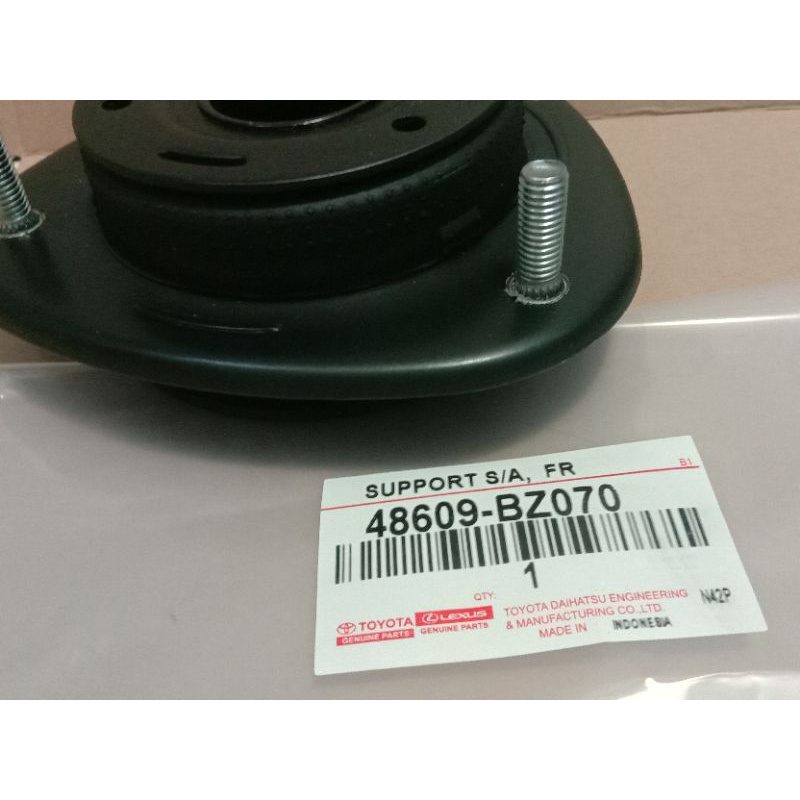 SUPPORT S/A, FR
B1
48609-BZ070
1
QTY:
TOYOTA
GENUINE PARTS
LEXUS
GENUINE PARTS
TOYOTA DAIHATSU ENGINEERING
& MANUFACTURING CO.,LTD.
MADE IN INDONESIA
N42P